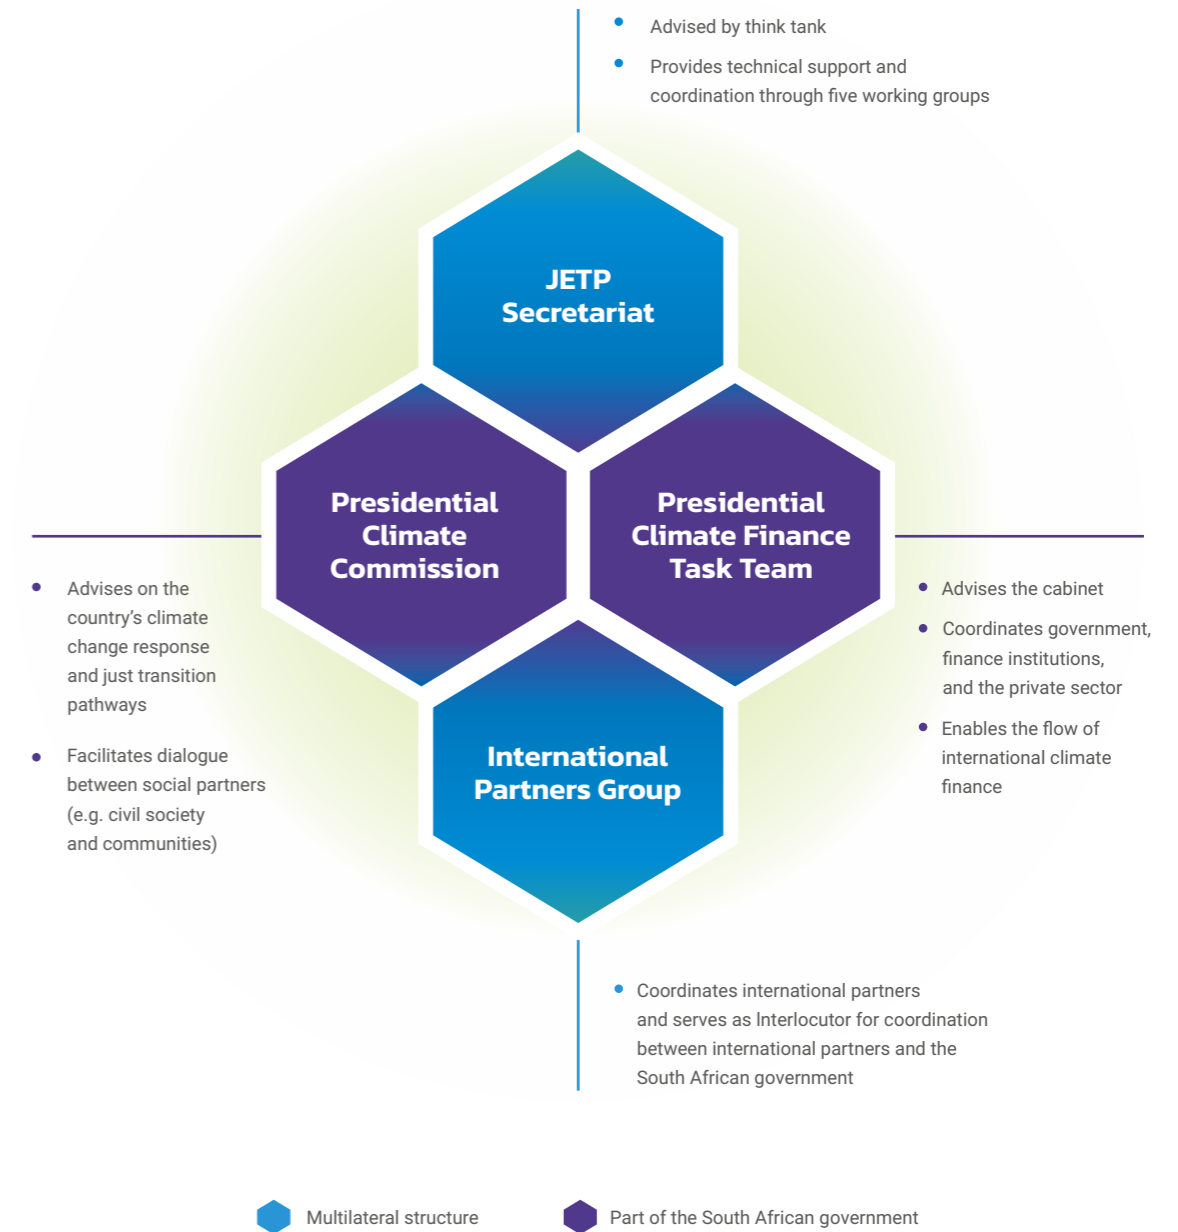 Advised by think tank
Provides technical support and
coordination through five working groups
JETP
Secretariat
Presidential
Climate
Commission
Presidential
Climate Finance
Task Team
Advises on the
country's climate
change response
and just transition
pathways
Facilitates dialogue
between social partners
(e.g. civil society
and communities)
Advises the cabinet
Coordinates government,
finance institutions,
and the private sector
Enables the flow of
international climate
finance
International
Partners Group
Coordinates international partners
and serves as Interlocutor for coordination
between international partners and the
South African government
Multilateral structure
Part of the South African government